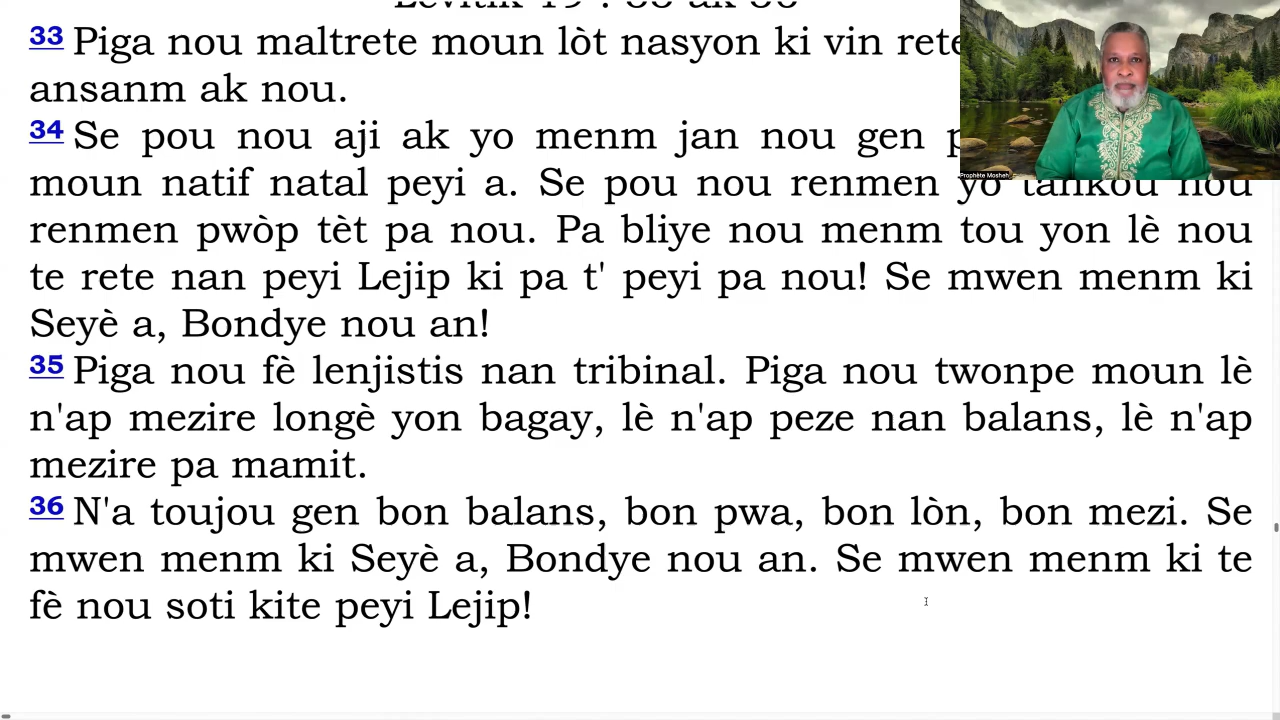 33 Piga nou maltrete moun lòt nasyon ki vin
ansanm ak nou.
34 Se pou nou aji ak yo menm jan nou gen
moun natif natal peyi a. Se pou nou renmen yo tankou nou
renmen pwòp tèt pa nou. Pa bliye nou menm tou yon lè nou
te rete nan peyi Lejip ki pa t' peyi pa nou! Se mwen menm ki
Seyè a, Bondye nou an!
35 Piga nou fè lenjistis nan tribinal. Piga nou twonpe moun lè
n'ap mezire longè yon bagay, lè n'ap peze nan balans, lè n'ap
mezire pa mamit.
36 N'a toujou gen bon balans, bon pwa, bon lòn, bon mezi. Se
mwen menm ki Seyè a, Bondye nou an. Se mwen menm ki te
fè nou soti kite peyi Lejip!
Prophète Mosheh